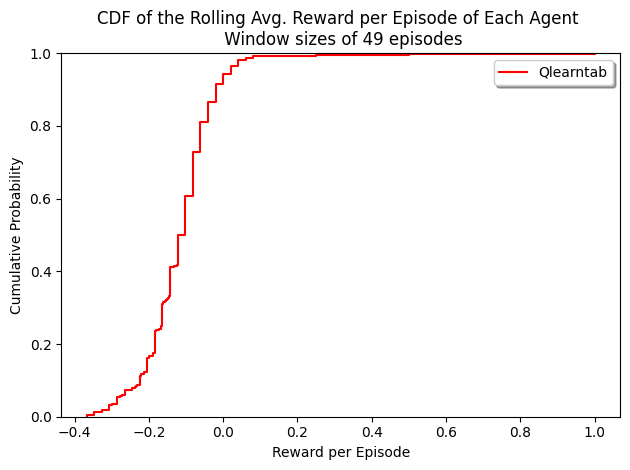 CDF of the Rolling Avg. Reward per Episode of Each Agent
Window sizes of 49 episodes
Qlearntab
Cumulative Probability
1.0
0.8
0.6
0.4
0.2
0.0
−0.4 −0.2 0.0 0.2 0.4 0.6 0.8 1.0
Reward per Episode